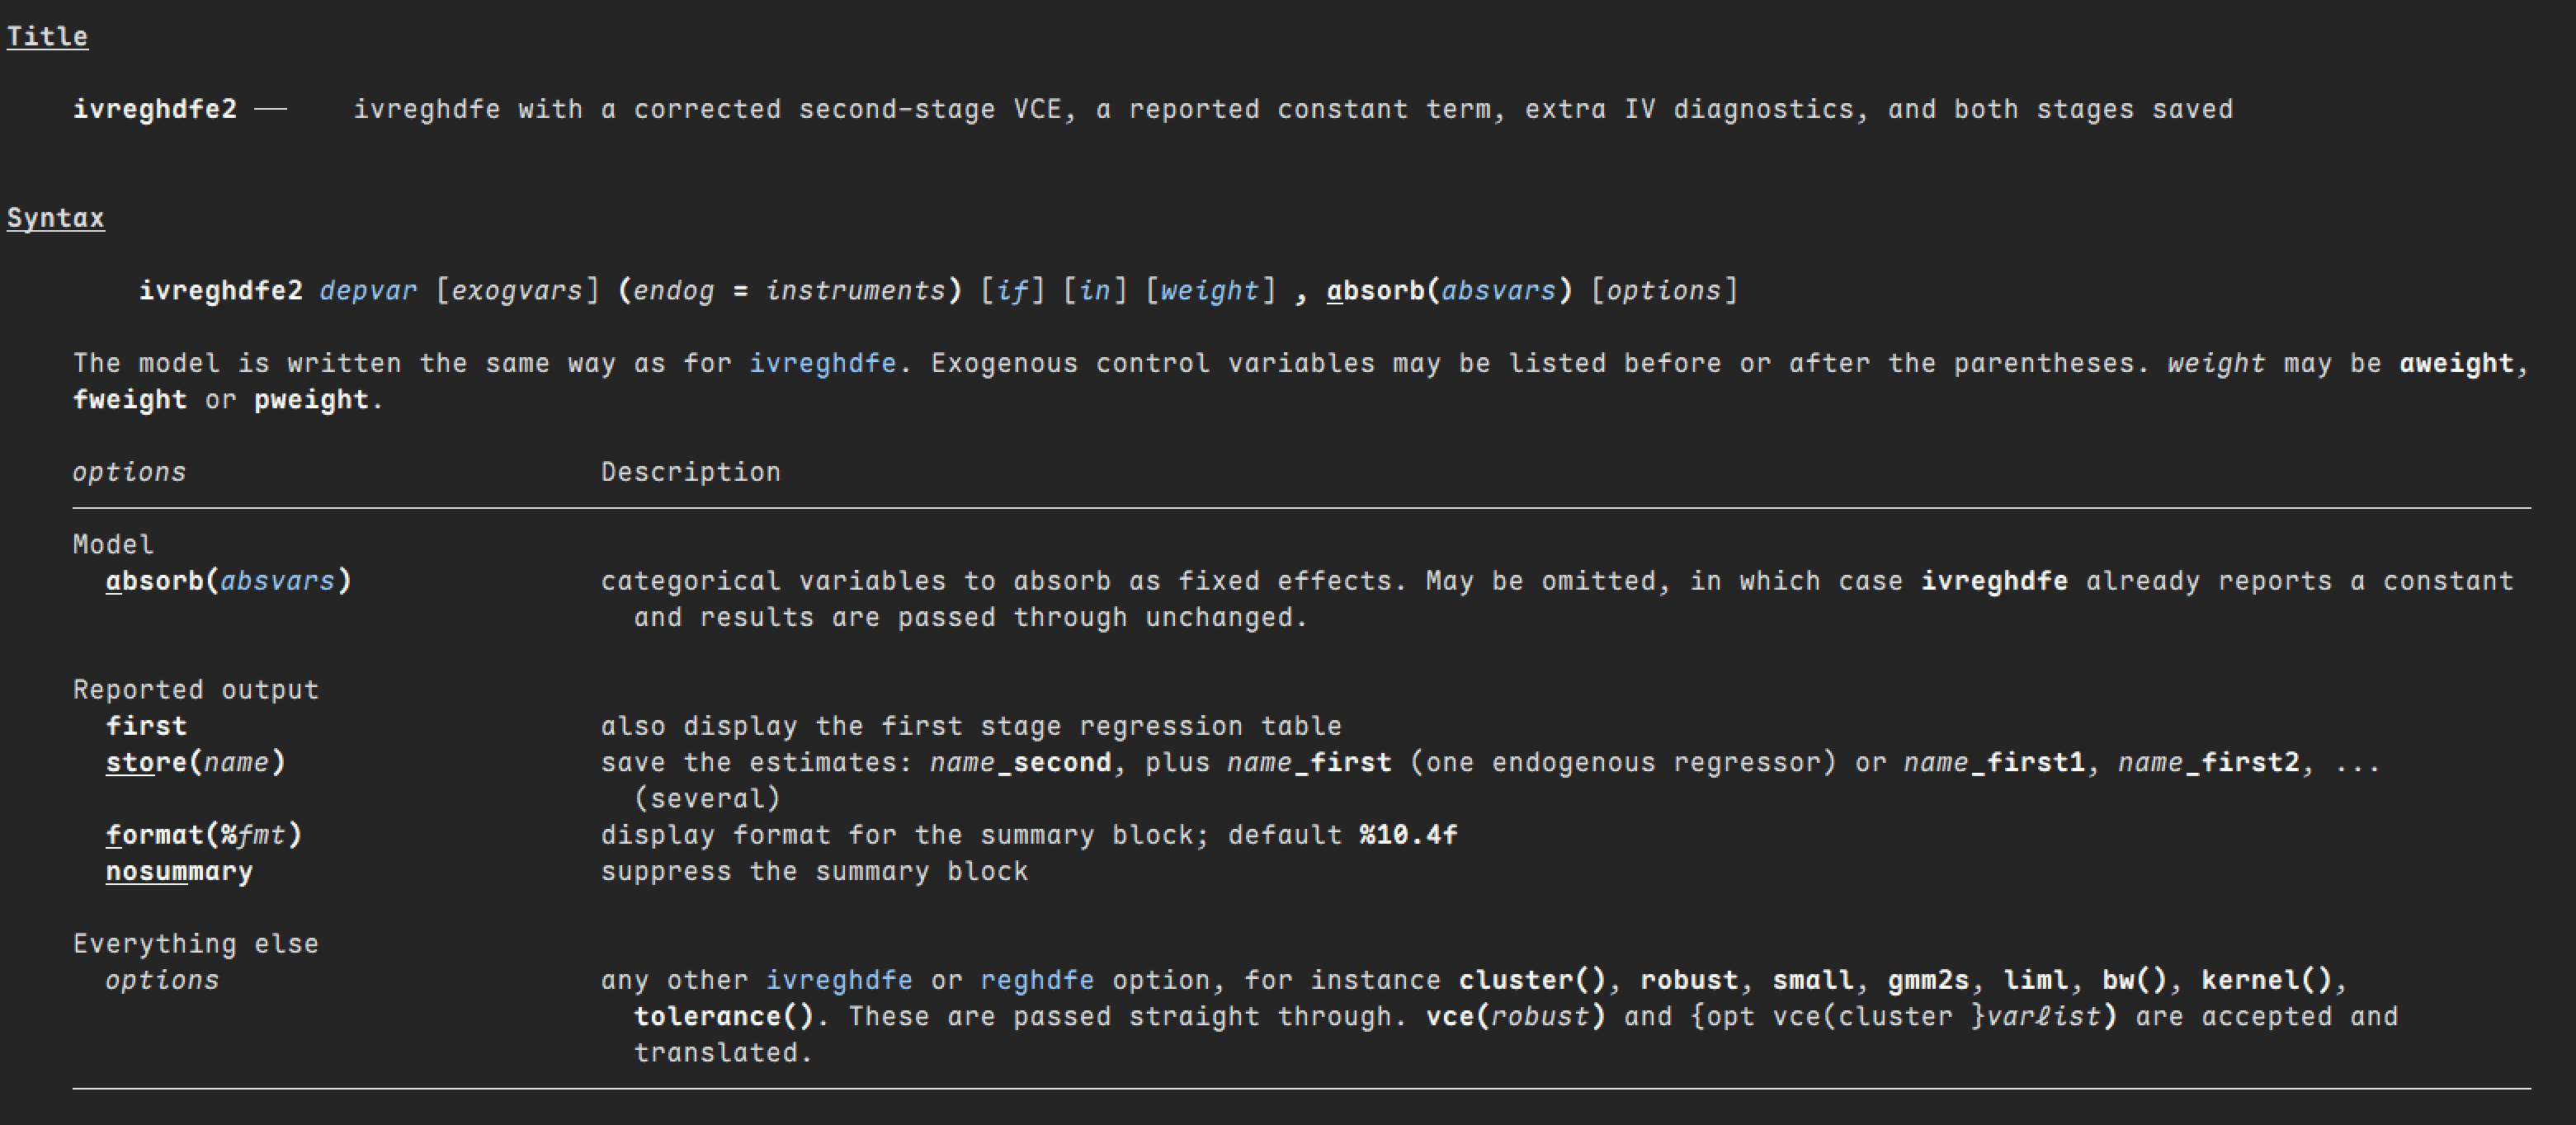 Title
ivreghdfe2 — ivreghdfe with a corrected second-stage VCE, a reported constant term, extra IV diagnostics, and both stages saved
Syntax
ivreghdfe2 depvar [exogvars] (endog = instruments) [if] [in] [weight] , absorb(absvars) [options]
The model is written the same way as for ivreghdfe. Exogenous control variables may be listed before or after the parentheses. weight may be aweight,
fweight or pweight.
options Description
Model
absorb(absvars) categorical variables to absorb as fixed effects. May be omitted, in which case ivreghdfe already reports a constant
and results are passed through unchanged.
Reported output
first also display the first stage regression table
store(name) save the estimates: name_second, plus name_first (one endogenous regressor) or name_first1, name_first2, ...
(several)
format(%fmt) display format for the summary block; default %10.4f
nosummary suppress the summary block
Everything else
options any other ivreghdfe or reghdfe option, for instance cluster(), robust, small, gmm2s, liml, bw(), kernel(),
tolerance(). These are passed straight through. vce(robust) and {opt vce(cluster }varlist) are accepted and
translated.